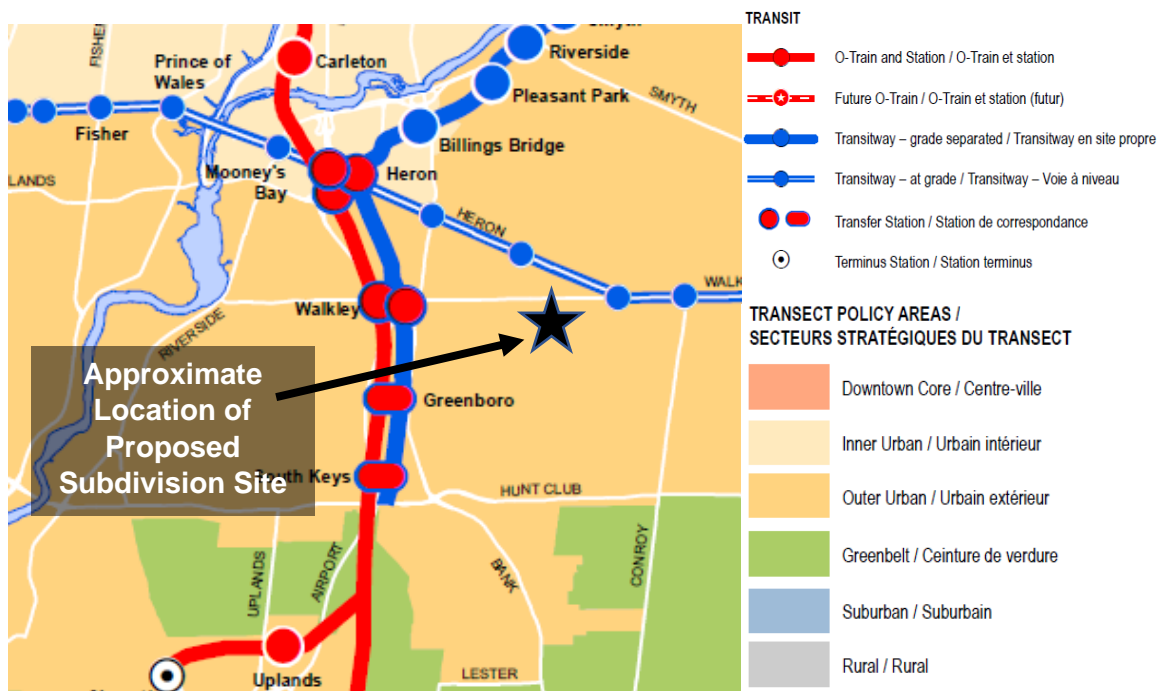 FISHER
Prince of
Wales
Carleton
Smyth
Riverside
Pleasant Park
SMYTH
Fisher
Billings Bridge
Mooney's
Bay
Heron
LANDS
HERON
WALK
Walkley
RIVERSIDE
Approximate
Location of
Proposed
Subdivision Site
Greenboro
South Keys
HUNT CLUB
UPLANDS
AIRPORT
BANK
CONROY
LESTER
Uplands
TRANSIT
O-Train and Station / O-Train et station
Future O-Train / O-Train et station (futur)
Transitway – grade separated / Transitway en site propre
Transitway – at grade / Transitway – Voie à niveau
Transfer Station / Station de correspondance
Terminus Station / Station terminus
TRANSECT POLICY AREAS /
SECTEURS STRATÉGIQUES DU TRANSECT
Downtown Core / Centre-ville
Inner Urban / Urbain intérieur
Outer Urban / Urbain extérieur
Greenbelt / Ceinture de verdure
Suburban / Suburbain
Rural / Rural